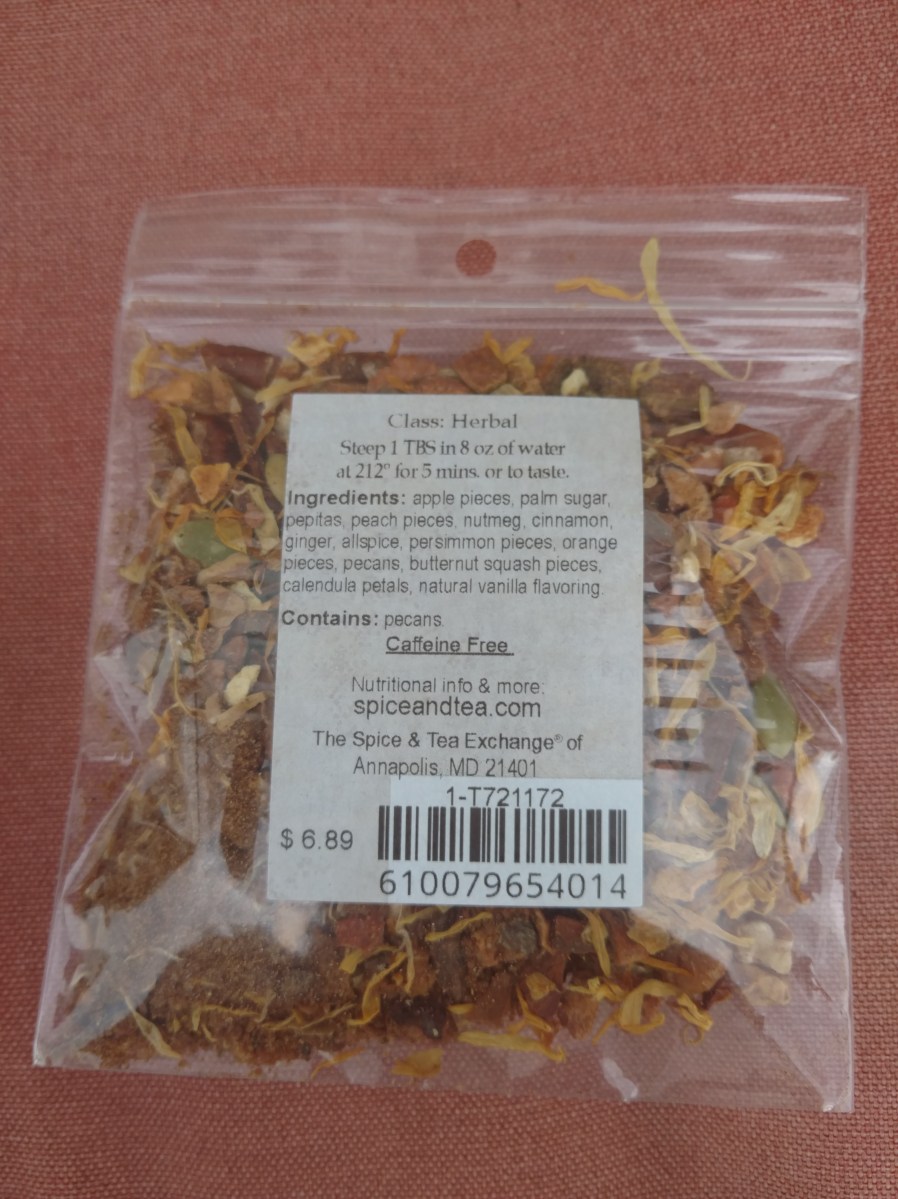 Class: Herbal
Steep 1 TBS in 8 oz of water
at 212° for 5 mins. or to taste.
Ingredients: apple pieces, palm sugar,
pepitas, peach pieces, nutmeg, cinnamon,
ginger, allspice, persimmon pieces, orange
pieces, pecans, butternut squash pieces,
calendula petals, natural vanilla flavoring.
Contains: pecans.
Caffeine Free
Nutritional info & more:
spiceandtea.com
The Spice & Tea Exchange® of
Annapolis, MD 21401
1-T721172
$ 6.89
610079654014